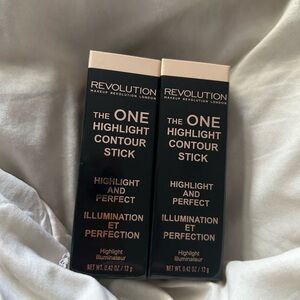 REVOLUTION
MAKEUP REVOLUTION LONDON
THE ONE
HIGHLIGHT
CONTOUR
STICK
HIGHLIGHT
AND
PERFECT
ILLUMINATION
ET
PERFECTION
Highlight
Illuminateur
NET WT. 0.42 OZ / 12 g
REVOLUTION
MAKEUP REVOLUTION LONDON
THE ONE
HIGHLIGHT
CONTOUR
STICK
HIGHLIGHT
AND
PERFECT
ILLUMINATION
ET
PERFECTION
Highlight
Illuminateur
NET WT. 0.42 OZ / 12 g